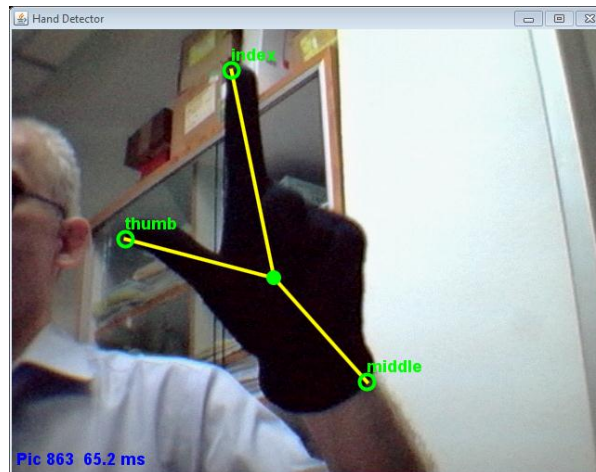 Hand Detector
index
thumb
middle
Pic 863  65.2 ms